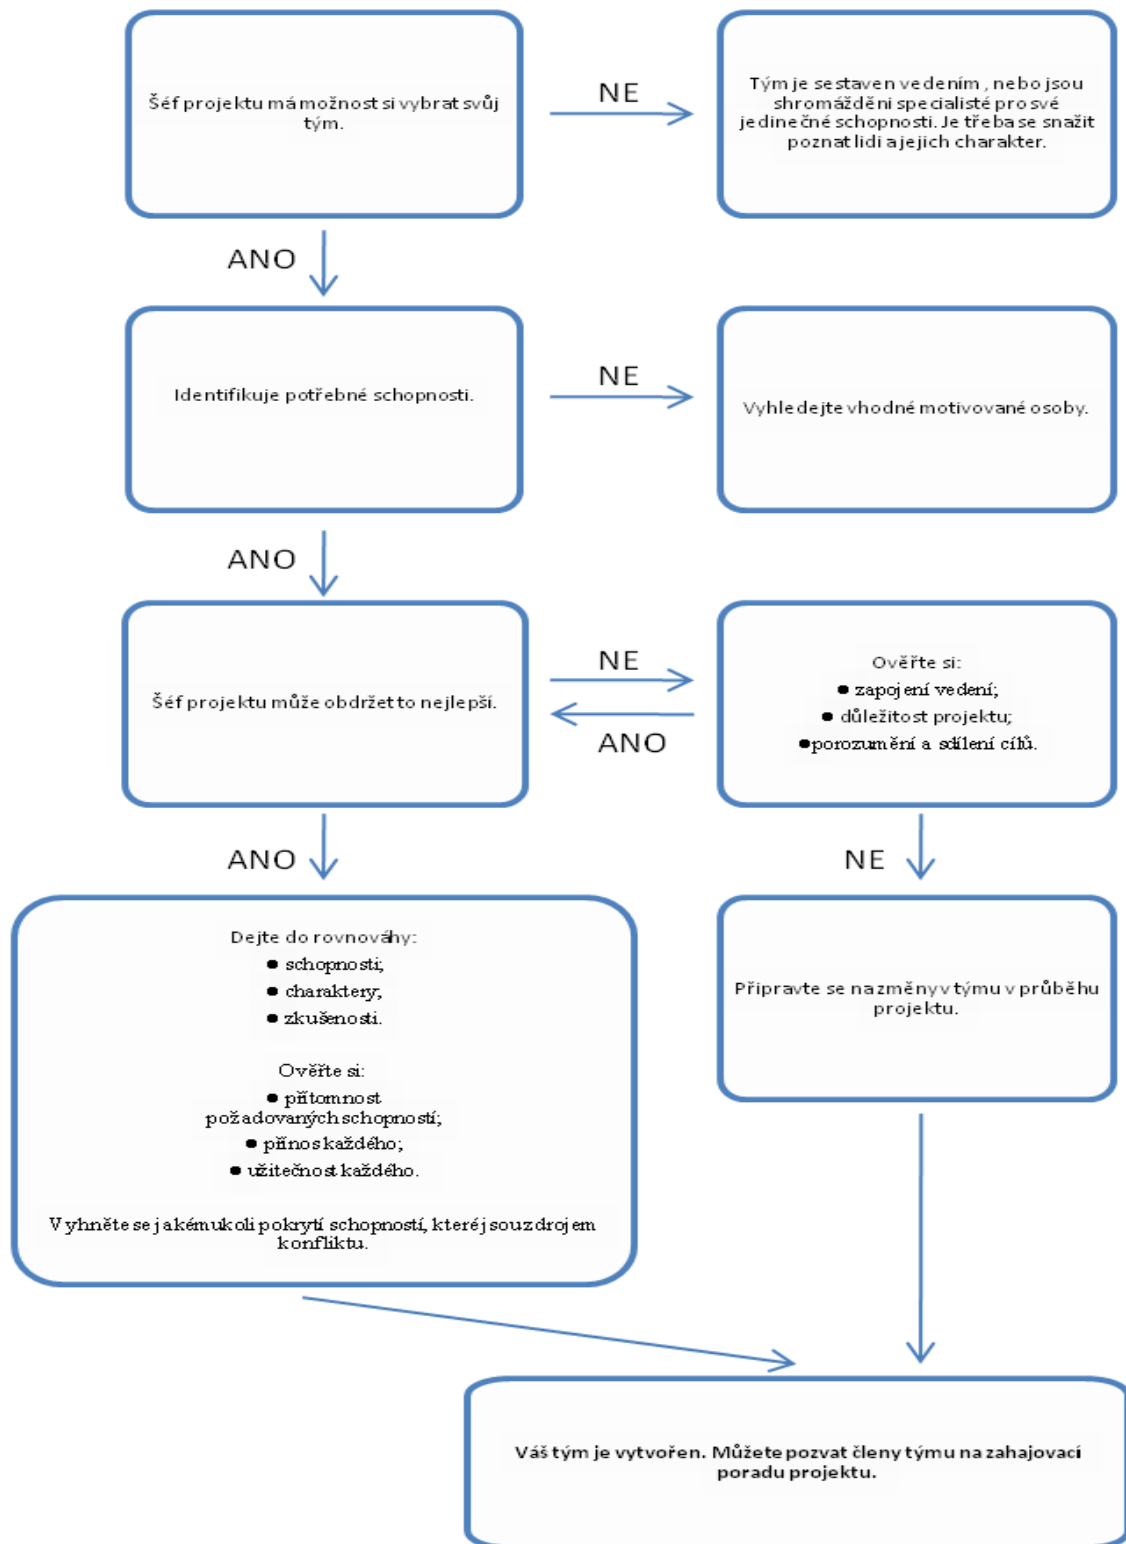 Šéf projektu má možnost si vybrat svůj
tým.
NE
Tým je sestaven vedením , nebo jsou
shromážděni specialisté pro své
jedinečné schopnosti. Je třeba se snažit
poznat lidi a jejich charakter.
ANO
Identifikuje potřebné schopnosti.
NE
Vyhledejte vhodné motivované osoby.
ANO
Šéf projektu může obdržet to nejlepší.
NE
ANO
Ověřte si:
● zapojení vedení;
● důležitost projektu;
● porozumění a sdílení cílů.
ANO
NE
Dejte do rovnováhy:
● schopnosti;
● charaktery;
● zkušenosti.
Ověřte si:
● přítomnost
požadovaných schopností;
● přínos každého;
● užitečnost každého.
Vyhněte se jakémukoli pokrytí schopností, které jsou zdrojem
konfliktu.
Připravte se na změny v týmu v průběhu
projektu.
Váš tým je vytvořen. Můžete pozvat členy týmu na zahajovací
poradu projektu.